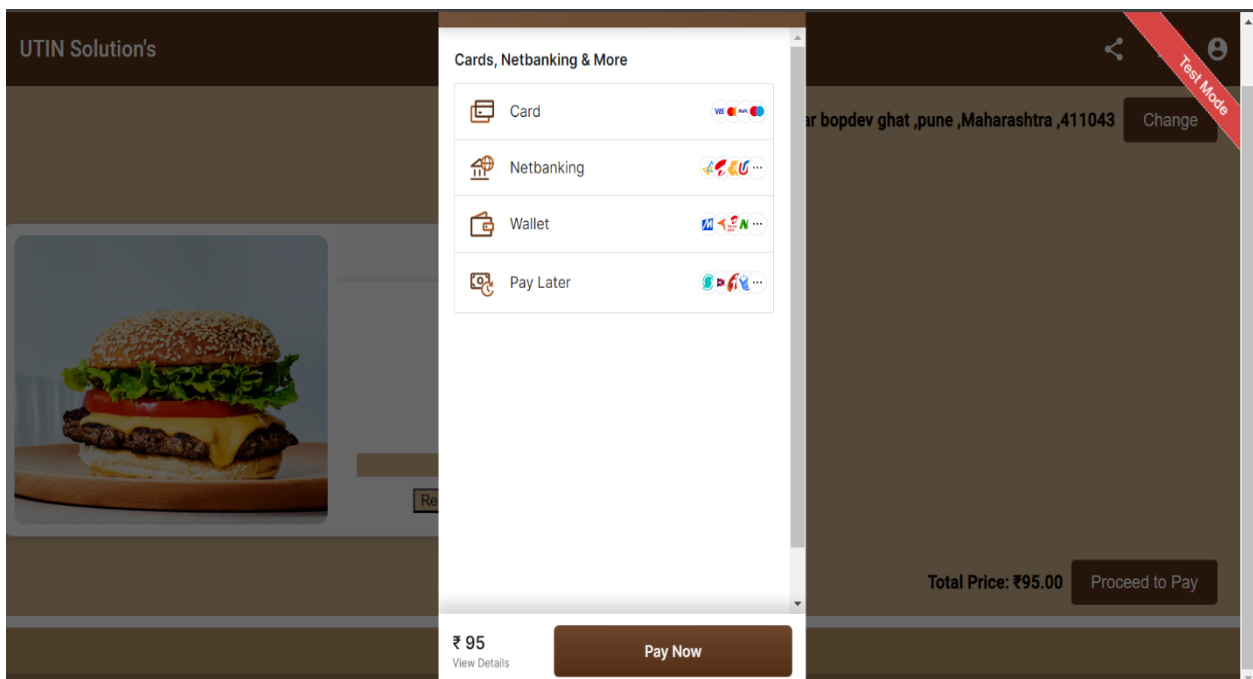 UTIN Solution's
Test Mode
ar bopdev ghat ,pune ,Maharashtra ,411043
Change
Cards, Netbanking & More
Card
VISA
Netbanking
Wallet
Pay Later
Re
Total Price: ₹95.00
Proceed to Pay
₹ 95
View Details
Pay Now